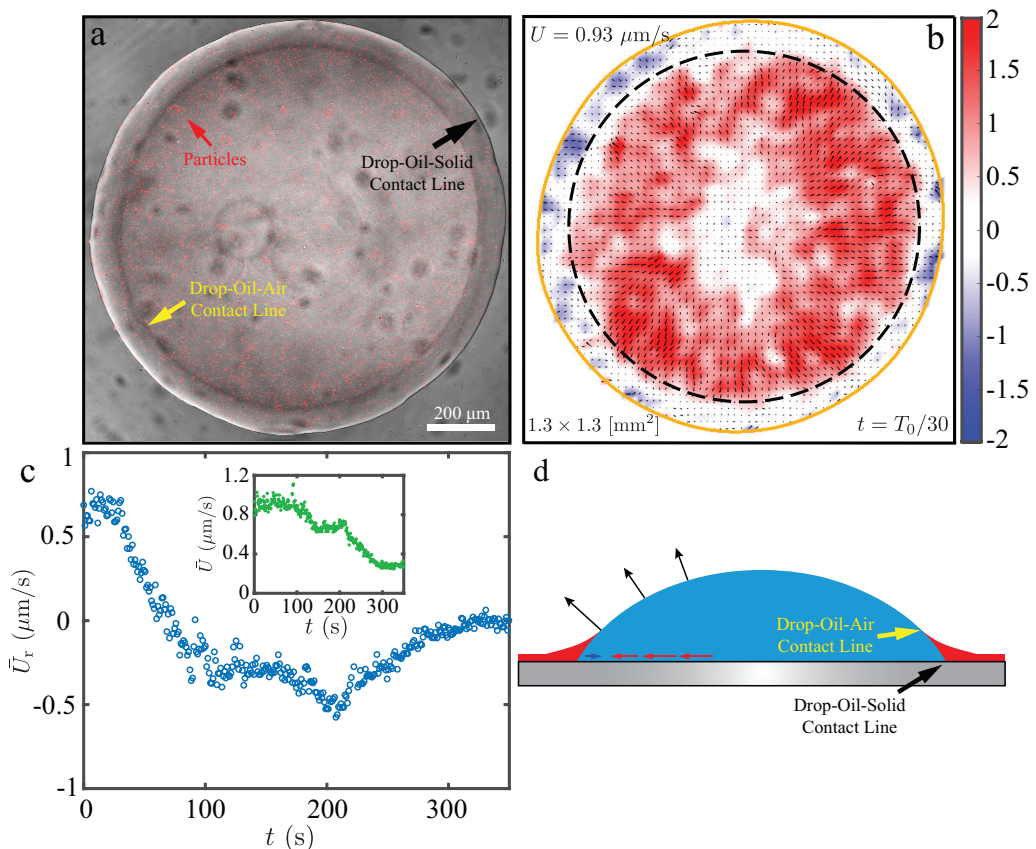 a
Particles
Drop-Oil-Solid
Contact Line
Drop-Oil-Air
Contact Line
200 μm
U = 0.93 μm/s
b
1.3 × 1.3 [mm²]
t = T₀/30
2
1.5
1
0.5
0
-0.5
-1
-1.5
-2
c
1
0.5
0
-0.5
-1
Ūr (μm/s)
0
100
200
300
t (s)
1.2
0.8
0.4
0
Ū (μm/s)
0
100
200
300
t (s)
d
Drop-Oil-Air
Contact Line
Drop-Oil-Solid
Contact Line